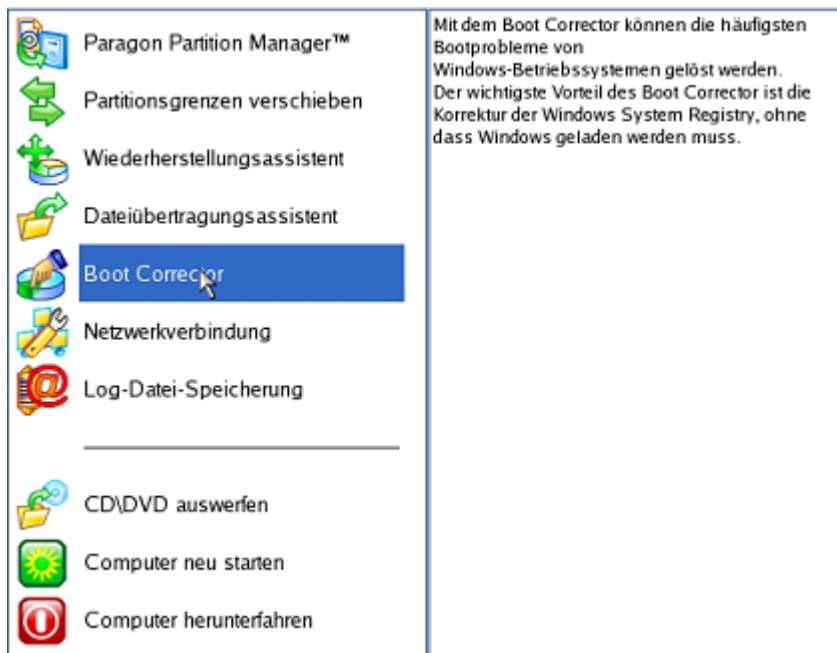 Paragon Partition Manager™
Partitionsgrenzen verschieben
Wiederherstellungsassistent
Dateiübertragungsassistent
Boot Corrector
Netzwerkverbindung
Log-Datei-Speicherung
CD\DVD auswerfen
Computer neu starten
Computer herunterfahren
Mit dem Boot Corrector können die häufigsten
Bootprobleme von
Windows-Betriebssystemen gelöst werden.
Der wichtigste Vorteil des Boot Corrector ist die
Korrektur der Windows System Registry, ohne
dass Windows geladen werden muss.